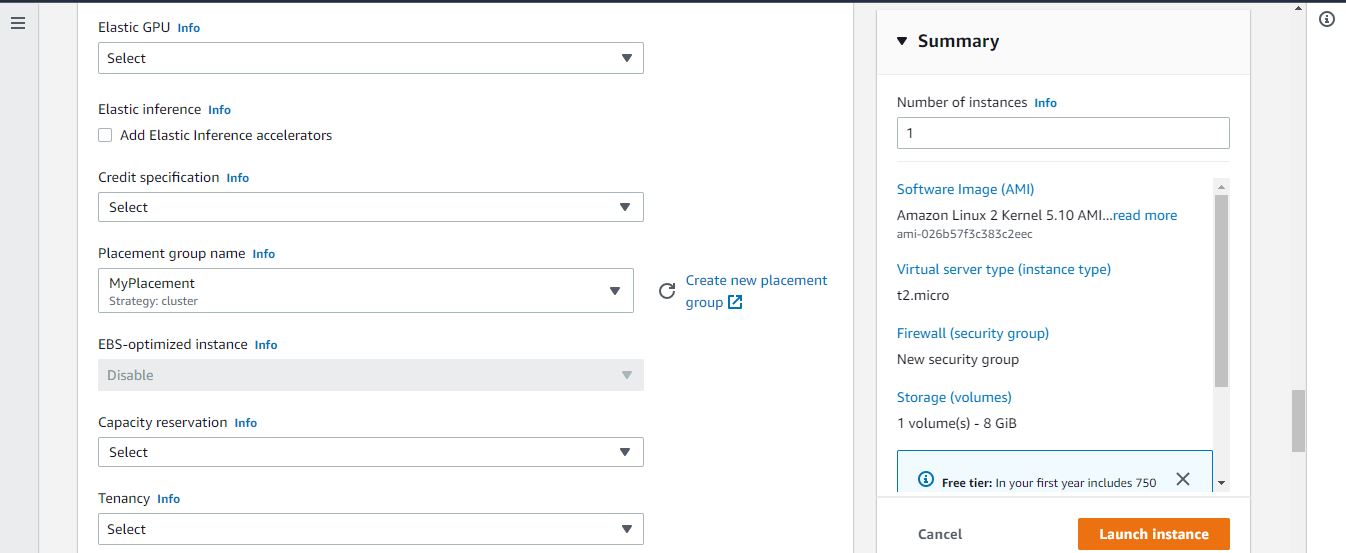 Elastic GPU Info
Select
Elastic inference Info
Add Elastic Inference accelerators
Credit specification Info
Select
Placement group name Info
MyPlacement
Strategy: cluster
Create new placement
group
EBS-optimized instance Info
Disable
Capacity reservation Info
Select
Tenancy Info
Select
Summary
Number of instances Info
1
Software Image (AMI)
Amazon Linux 2 Kernel 5.10 AMI...read more
ami-026b57f3c383c2eec
Virtual server type (instance type)
t2.micro
Firewall (security group)
New security group
Storage (volumes)
1 volume(s) - 8 GiB
Free tier: In your first year includes 750
Cancel
Launch instance